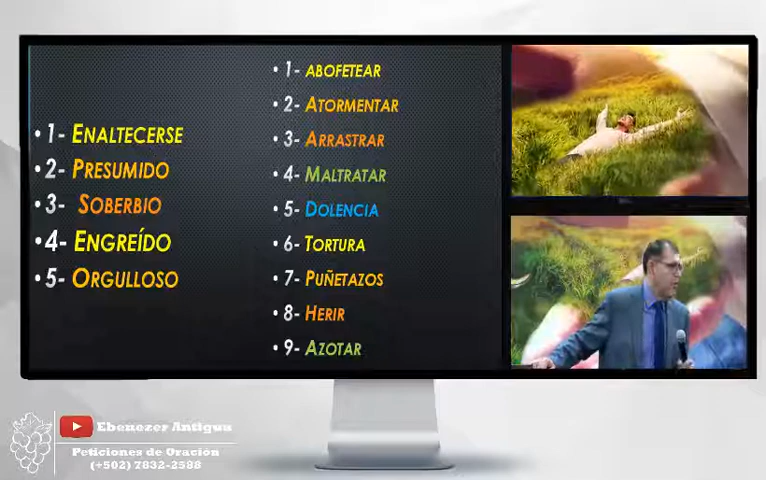 • 1- ENALTECERSE
• 2- PRESUMIDO
• 3- SOBERBIO
• 4- ENGREÍDO
• 5- ORGULLOSO
• 1- ABOFETEAR
• 2- ATORMENTAR
• 3- ARRASTRAR
• 4- MALTRATAR
• 5- DOLENCIA
• 6- TORTURA
• 7- PUÑETAZOS
• 8- HERIR
• 9- AZOTAR
Ebenezer Antigua
Peticiones de Oración
(+502) 7832-2588